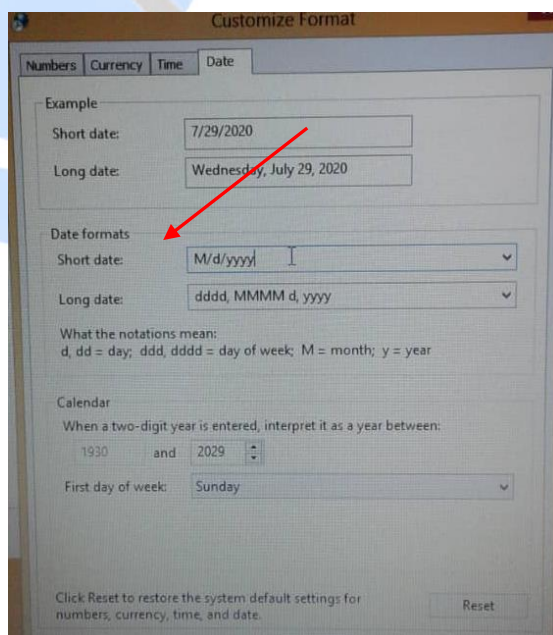 Customize Format
Numbers Currency Time Date
Example
Short date: 7/29/2020
Long date: Wednesday, July 29, 2020
Date formats
Short date: M/d/yyyy
Long date: dddd, MMMM d, yyyy
What the notations mean:
d, dd = day; ddd, dddd = day of week; M = month; y = year
Calendar
When a two-digit year is entered, interpret it as a year between:
1930 and 2029
First day of week: Sunday
Click Reset to restore the system default settings for
numbers, currency, time, and date.
Reset